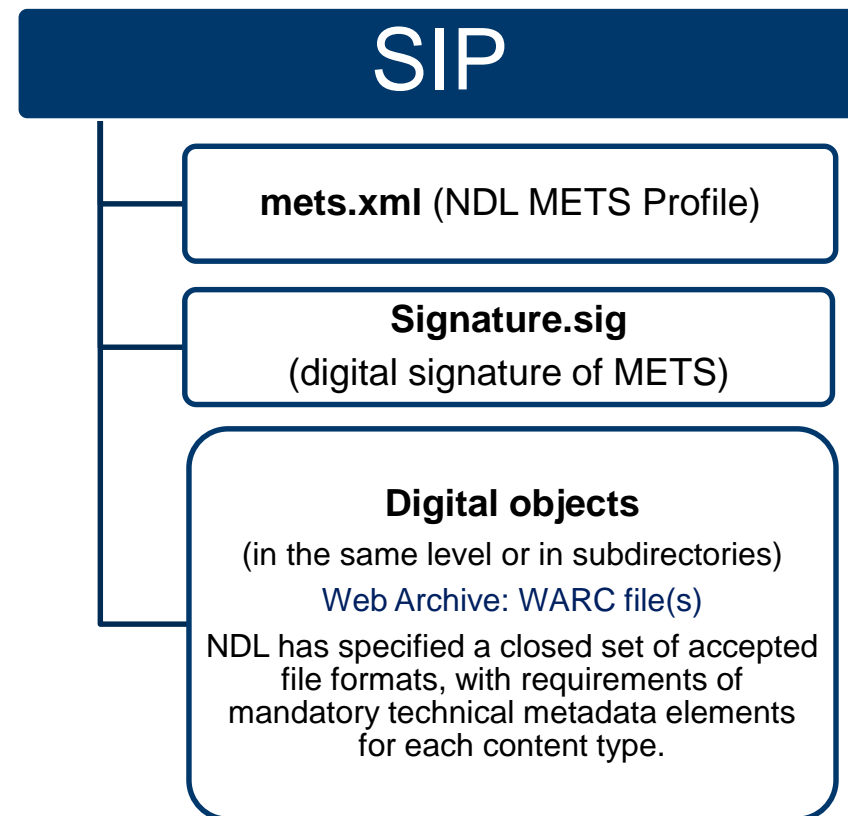 SIP
mets.xml (NDL METS Profile)
Signature.sig
(digital signature of METS)
Digital objects
(in the same level or in subdirectories)
Web Archive: WARC file(s)
NDL has specified a closed set of accepted
file formats, with requirements of
mandatory technical metadata elements
for each content type.